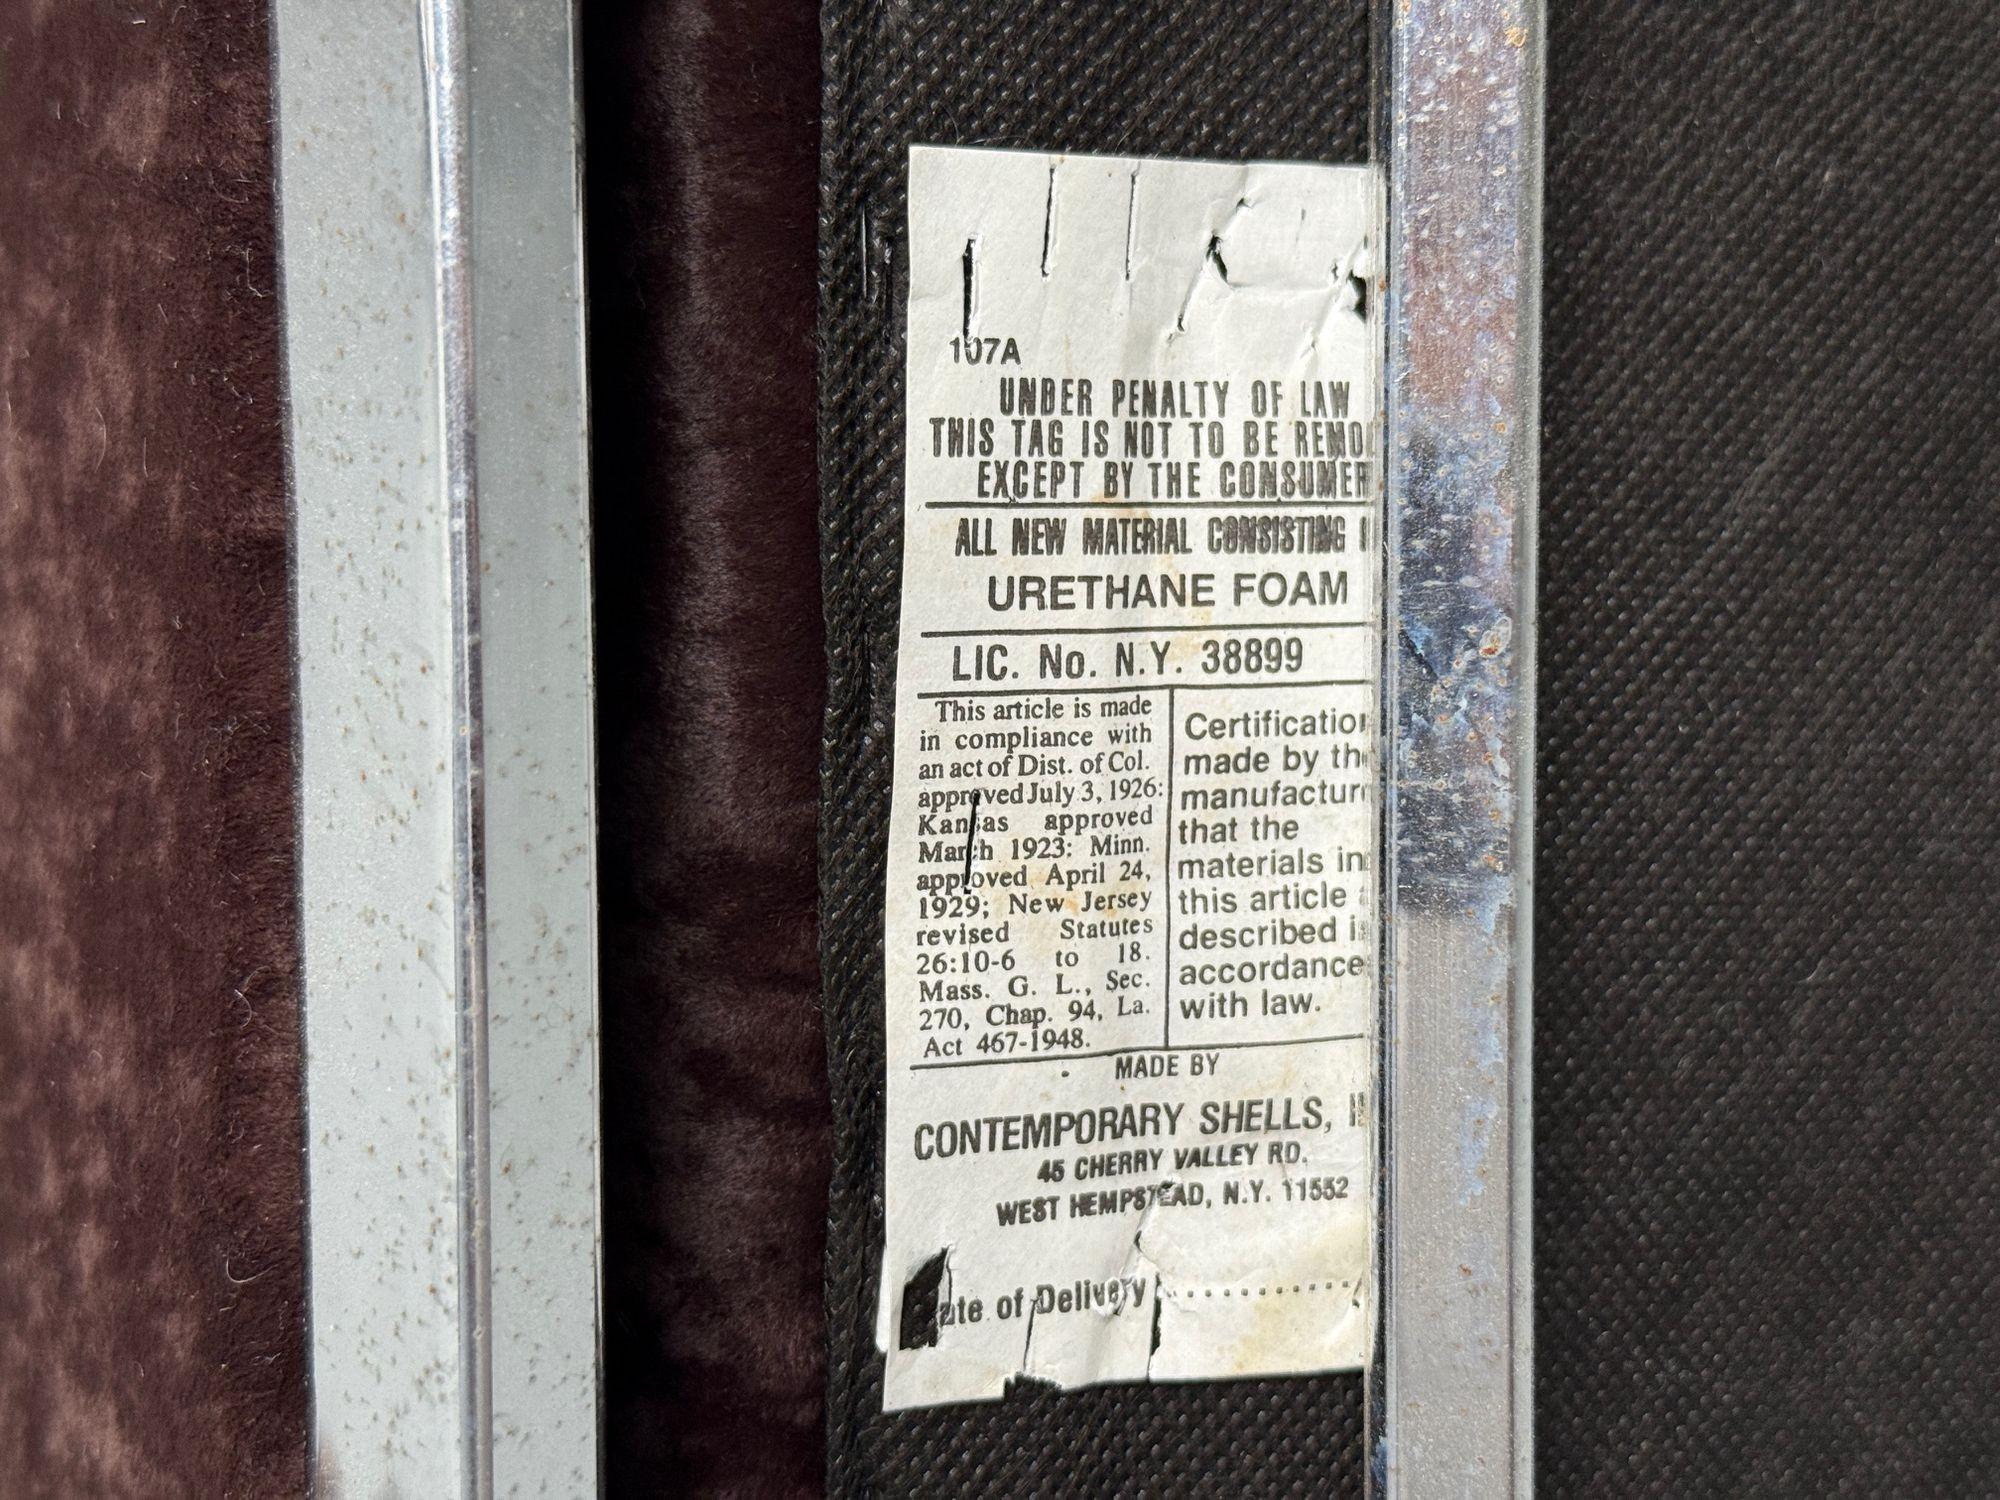 107A
UNDER PENALTY OF LAW
THIS TAG IS NOT TO BE REMO
EXCEPT BY THE CONSUMER
ALL NEW MATERIAL CONSISTING
URETHANE FOAM
LIC. No. N.Y. 38899
This article is made
in compliance with
an act of Dist. of Col.
approved July 3, 1926:
Kansas approved
March 1923: Minn.
approved April 24,
1929; New Jersey
revised Statutes
26:10-6 to 18.
Mass. G. L., Sec.
270, Chap. 94, La.
Act 467-1948.
Certification
made by the
manufactur
that the
materials in
this article
described in
accordance
with law.
MADE BY
CONTEMPORARY SHELLS,
45 CHERRY VALLEY RD.
WEST HEMPSTEAD, N.Y. 11552
Date of Delivery ............